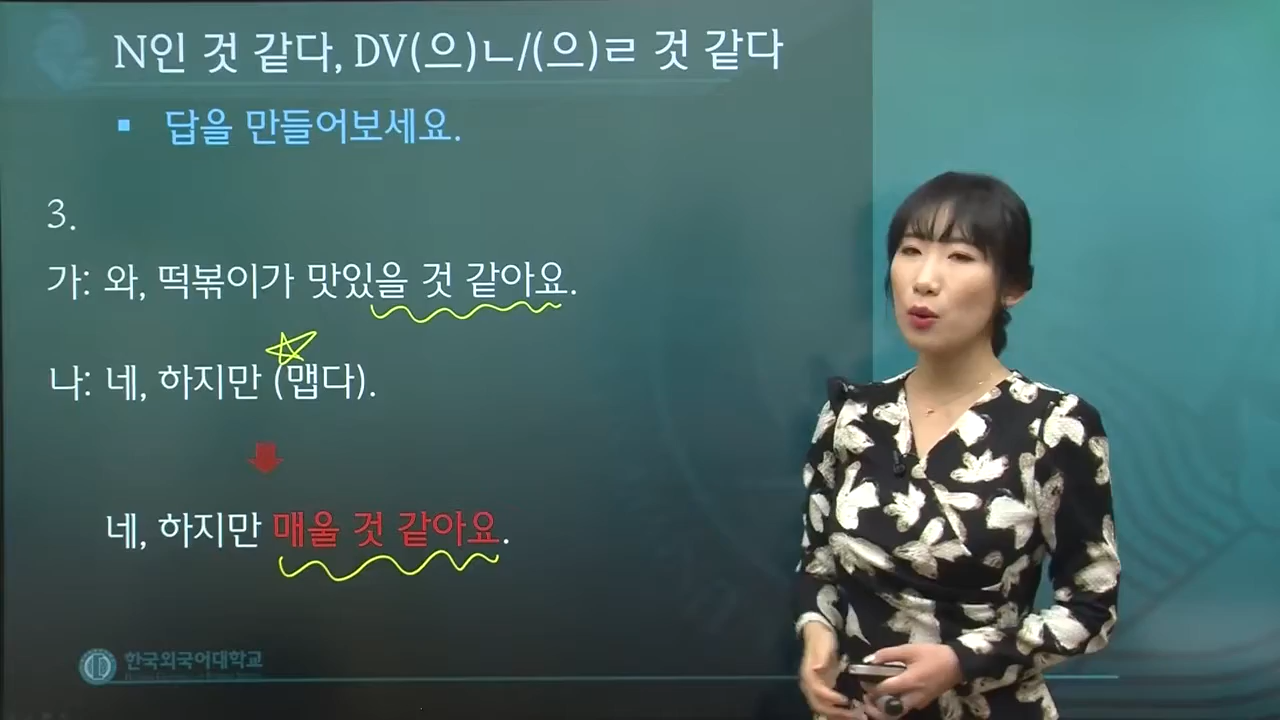 N인 것 같다, DV(으)ㄴ/(으)ㄹ 것 같다
▪ 답을 만들어보세요.
3.
가: 와, 떡볶이가 맛있을 것 같아요.
나: 네, 하지만 (맵다).
네, 하지만 매울 것 같아요.
한국외국어대학교